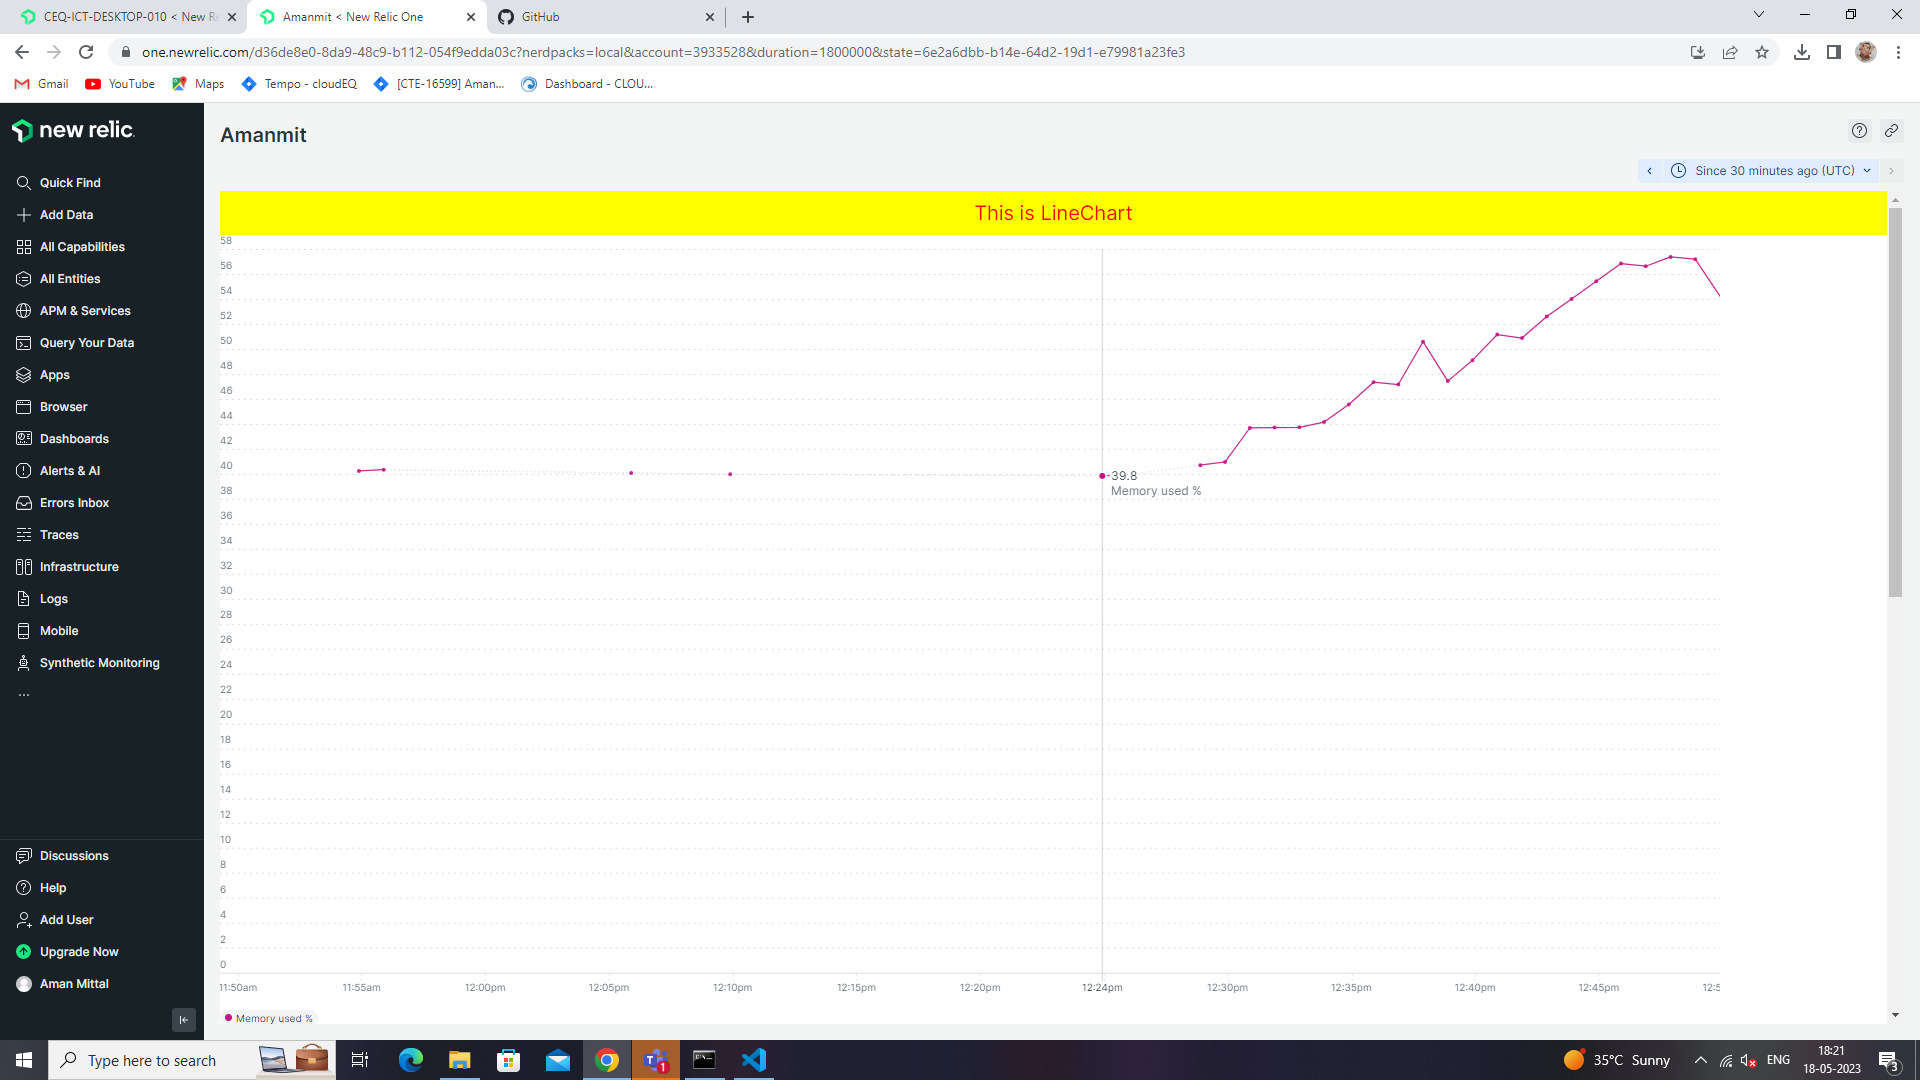 CEQ-ICT-DESKTOP-010 < New Re
Amanmit < New Relic One
GitHub
one.newrelic.com/d36de8e0-8da9-48c9-b112-054f9edda03c?nerdpacks=local&account=3933528&duration=1800000&state=6e2a6dbb-b14e-64d2-19d1-e79981a23fe3
Gmail
YouTube
Maps
Tempo - cloudEQ
[CTE-16599] Aman...
Dashboard - CLOU...
new relic
Quick Find
Add Data
All Capabilities
All Entities
APM & Services
Query Your Data
Apps
Browser
Dashboards
Alerts & AI
Errors Inbox
Traces
Infrastructure
Logs
Mobile
Synthetic Monitoring
...
Discussions
Help
Add User
Upgrade Now
Aman Mittal
Amanmit
Since 30 minutes ago (UTC)
This is LineChart
58
56
54
52
50
48
46
44
42
40
38
36
34
32
30
28
26
24
22
20
18
16
14
12
10
8
6
4
2
0
39.8
Memory used %
11:50am
11:55am
12:00pm
12:05pm
12:10pm
12:15pm
12:20pm
12:24pm
12:30pm
12:35pm
12:40pm
12:45pm
12:5
Memory used %
Type here to search
1
35°C Sunny
ENG
18:21
18-05-2023
3